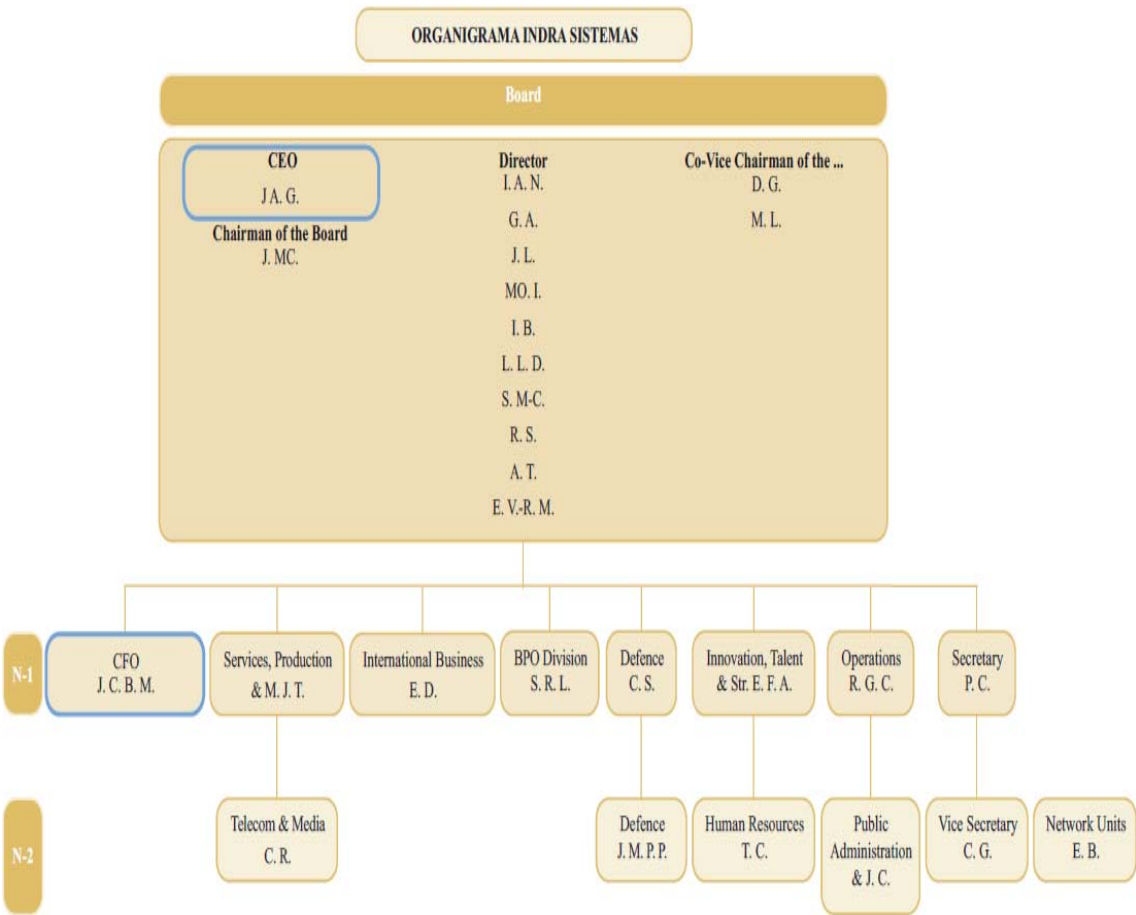 ORGANIGRAMA INDRA SISTEMAS
Board
CEO
J A. G.
Chairman of the Board
J. MC.
Director
I. A. N.
G. A.
J. L.
MO. I.
I. B.
L. L. D.
S. M-C.
R. S.
A. T.
E. V.-R. M.
Co-Vice Chairman of the ...
D. G.
M. L.
N-1
CFO
J. C. B. M.
Services, Production
& M. J. T.
International Business
E. D.
BPO Division
S. R. L.
Defence
C. S.
Innovation, Talent
& Str. E. F. A.
Operations
R. G. C.
Secretary
P. C.
N-2
Telecom & Media
C. R.
Defence
J. M. P. P.
Human Resources
T. C.
Public
Administration
& J. C.
Vice Secretary
C. G.
Network Units
E. B.